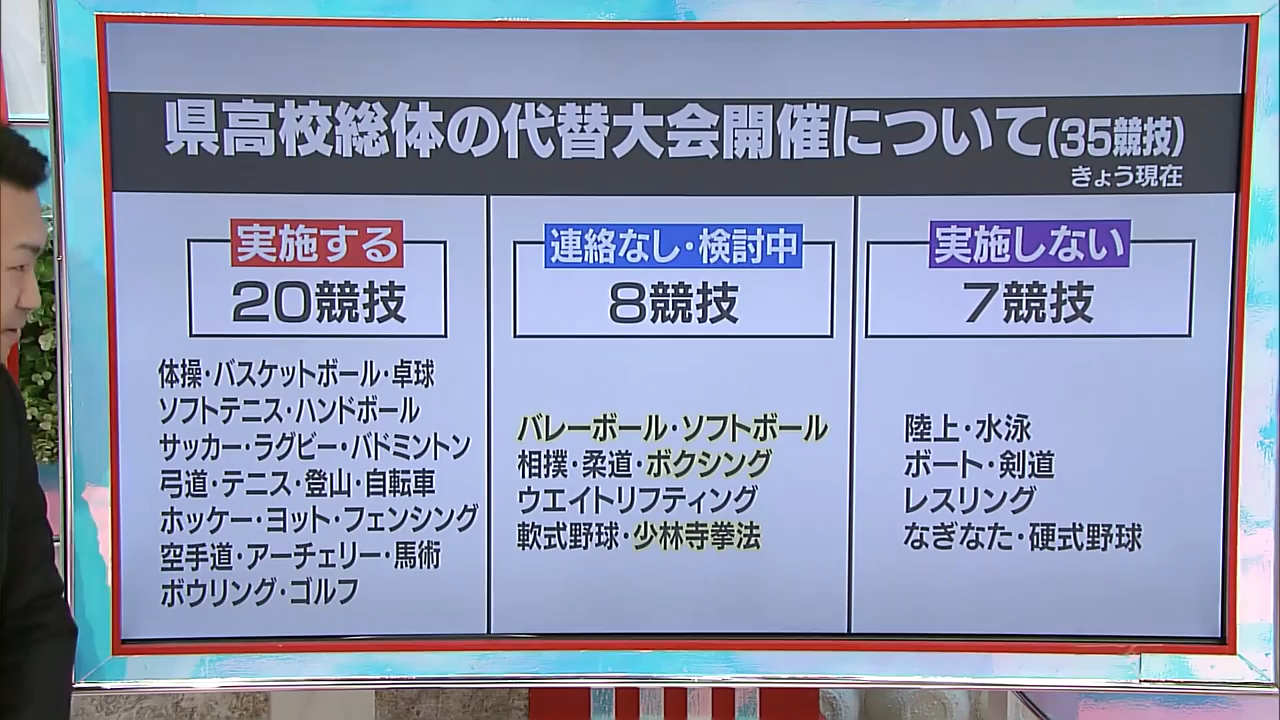 県高校総体の代替大会開催について(35競技)
きょう現在
実施する
20競技
体操・バスケットボール・卓球
ソフトテニス・ハンドボール
サッカー・ラグビー・バドミントン
弓道・テニス・登山・自転車
ホッケー・ヨット・フェンシング
空手道・アーチェリー・馬術
ボウリング・ゴルフ
連絡なし・検討中
8競技
バレーボール・ソフトボール
相撲・柔道・ボクシング
ウエイトリフティング
軟式野球・少林寺拳法
実施しない
7競技
陸上・水泳
ボート・剣道
レスリング
なぎなた・硬式野球